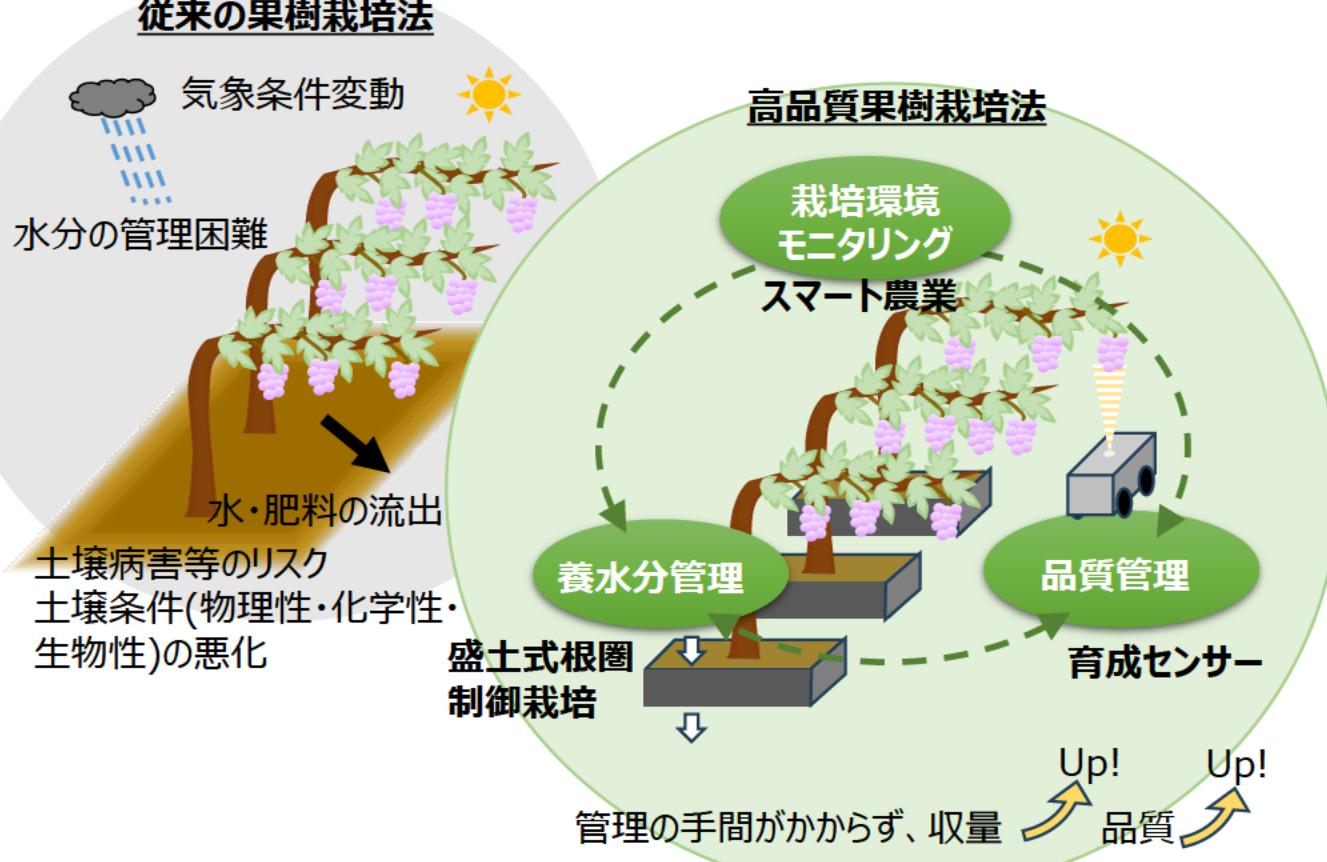 従来の果樹栽培法
気象条件変動
水分の管理困難
水・肥料の流出
土壌病害等のリスク
土壌条件(物理性・化学性・
生物性)の悪化
高品質果樹栽培法
栽培環境
モニタリング
スマート農業
養水分管理
盛土式根圏
制御栽培
品質管理
育成センサー
Up!
Up!
管理の手間がかからず、収量
品質